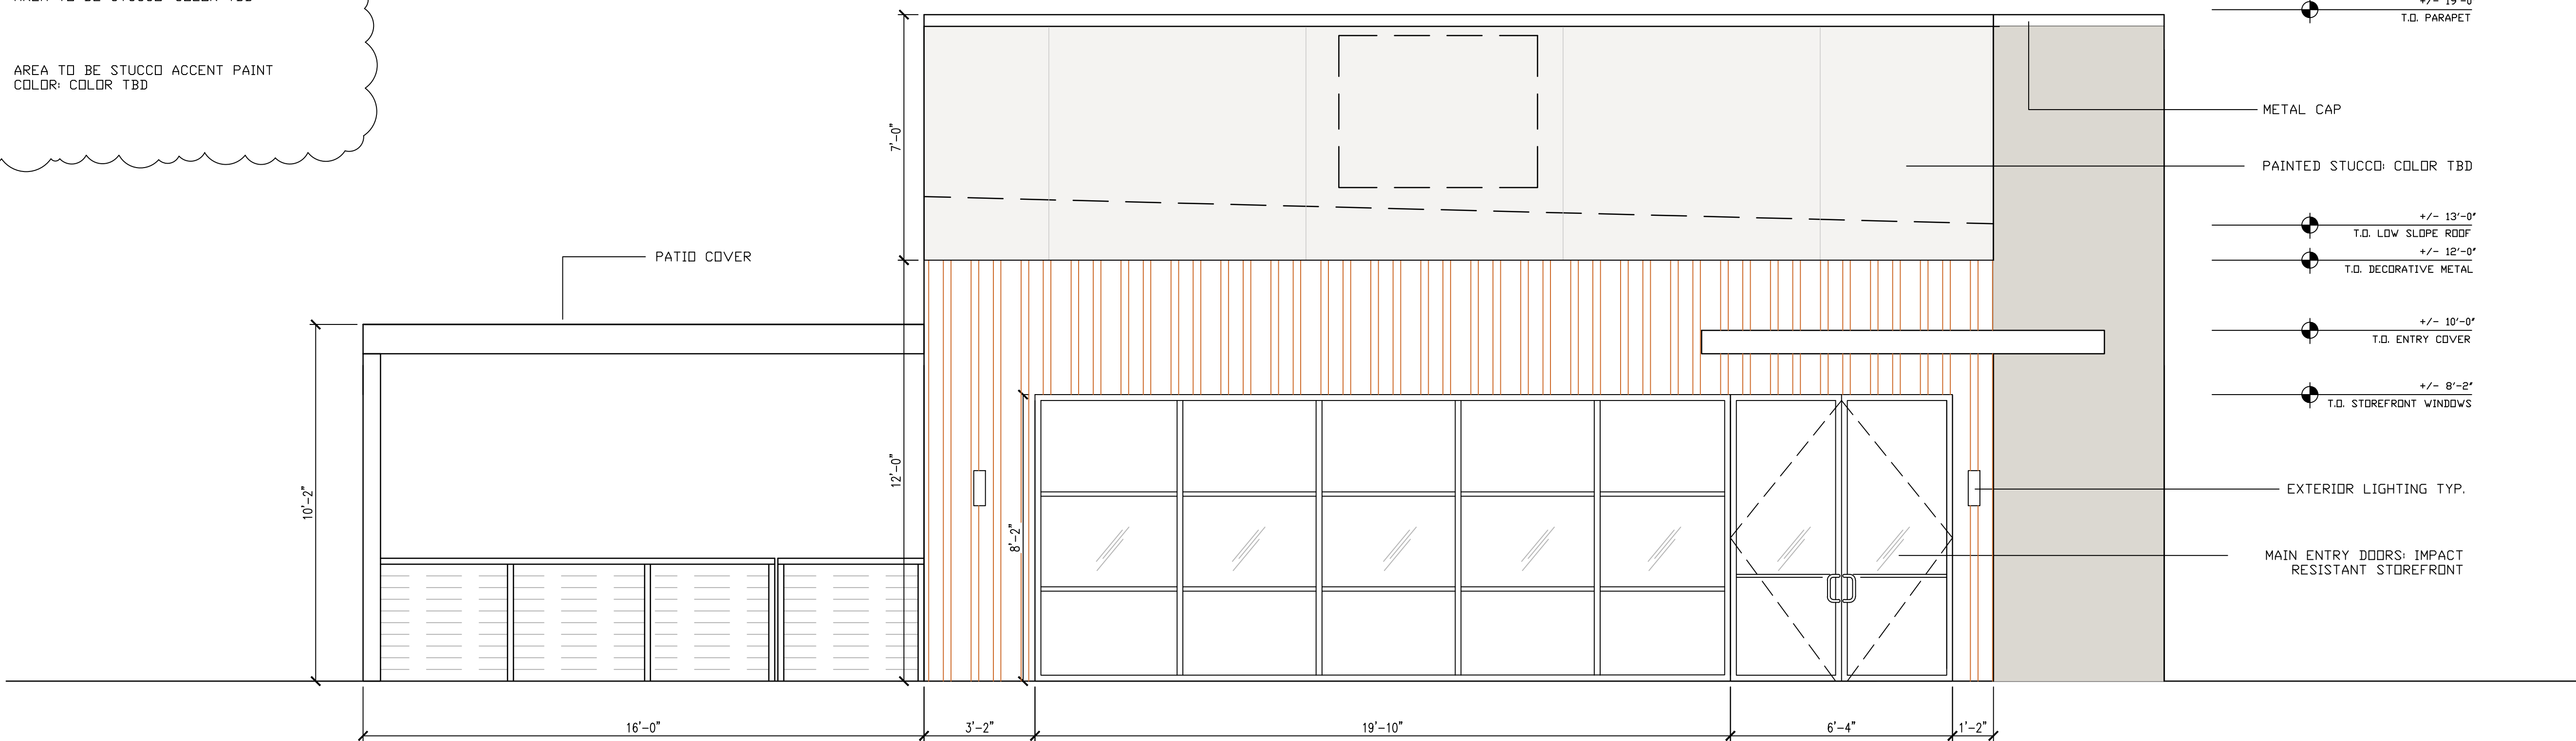 AREA TO BE STUCCO ACCENT PAINT
COLOR: COLOR TBD
+/- 19'-0"
T.O. PARAPET
METAL CAP
7'-0"
PAINTED STUCCO: COLOR TBD
+/- 13'-0"
T.O. LOW SLOPE ROOF
+/- 12'-0"
T.O. DECORATIVE METAL
PATIO COVER
+/- 10'-0"
T.O. ENTRY COVER
+/- 8'-2"
T.O. STOREFRONT WINDOWS
12'-0"
10'-2"
8'-2"
EXTERIOR LIGHTING TYP.
MAIN ENTRY DOORS: IMPACT
RESISTANT STOREFRONT
16'-0"
3'-2"
19'-10"
6'-4"
1'-2"